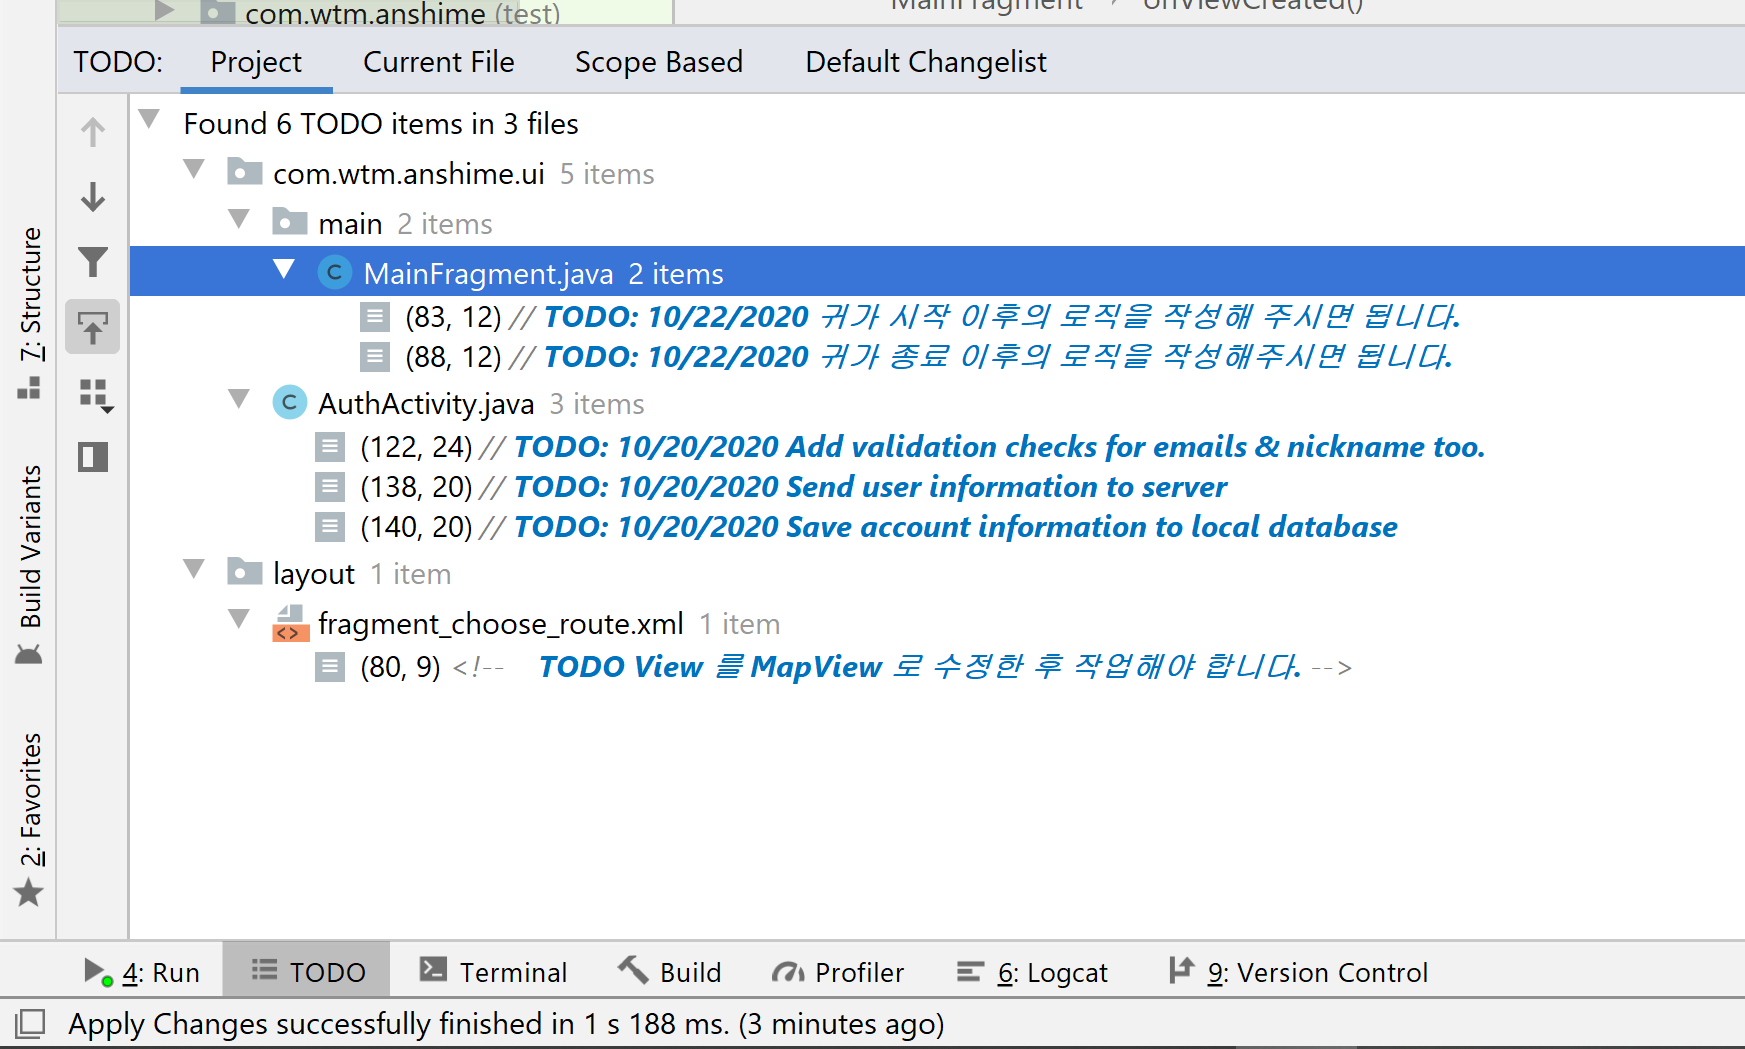 com.wtm.anshime (test)
MainFragment › onViewCreated()
TODO: Project Current File Scope Based Default Changelist
Found 6 TODO items in 3 files
com.wtm.anshime.ui 5 items
main 2 items
C MainFragment.java 2 items
(83, 12) // TODO: 10/22/2020 귀가 시작 이후의 로직을 작성해 주시면 됩니다.
(88, 12) // TODO: 10/22/2020 귀가 종료 이후의 로직을 작성해주시면 됩니다.
C AuthActivity.java 3 items
(122, 24) // TODO: 10/20/2020 Add validation checks for emails & nickname too.
(138, 20) // TODO: 10/20/2020 Send user information to server
(140, 20) // TODO: 10/20/2020 Save account information to local database
layout 1 item
<> fragment_choose_route.xml 1 item
(80, 9) <!-- TODO View 를 MapView 로 수정한 후 작업해야 합니다. -->
7: Structure
Build Variants
2: Favorites
4: Run TODO Terminal Build Profiler 6: Logcat 9: Version Control
Apply Changes successfully finished in 1 s 188 ms. (3 minutes ago)